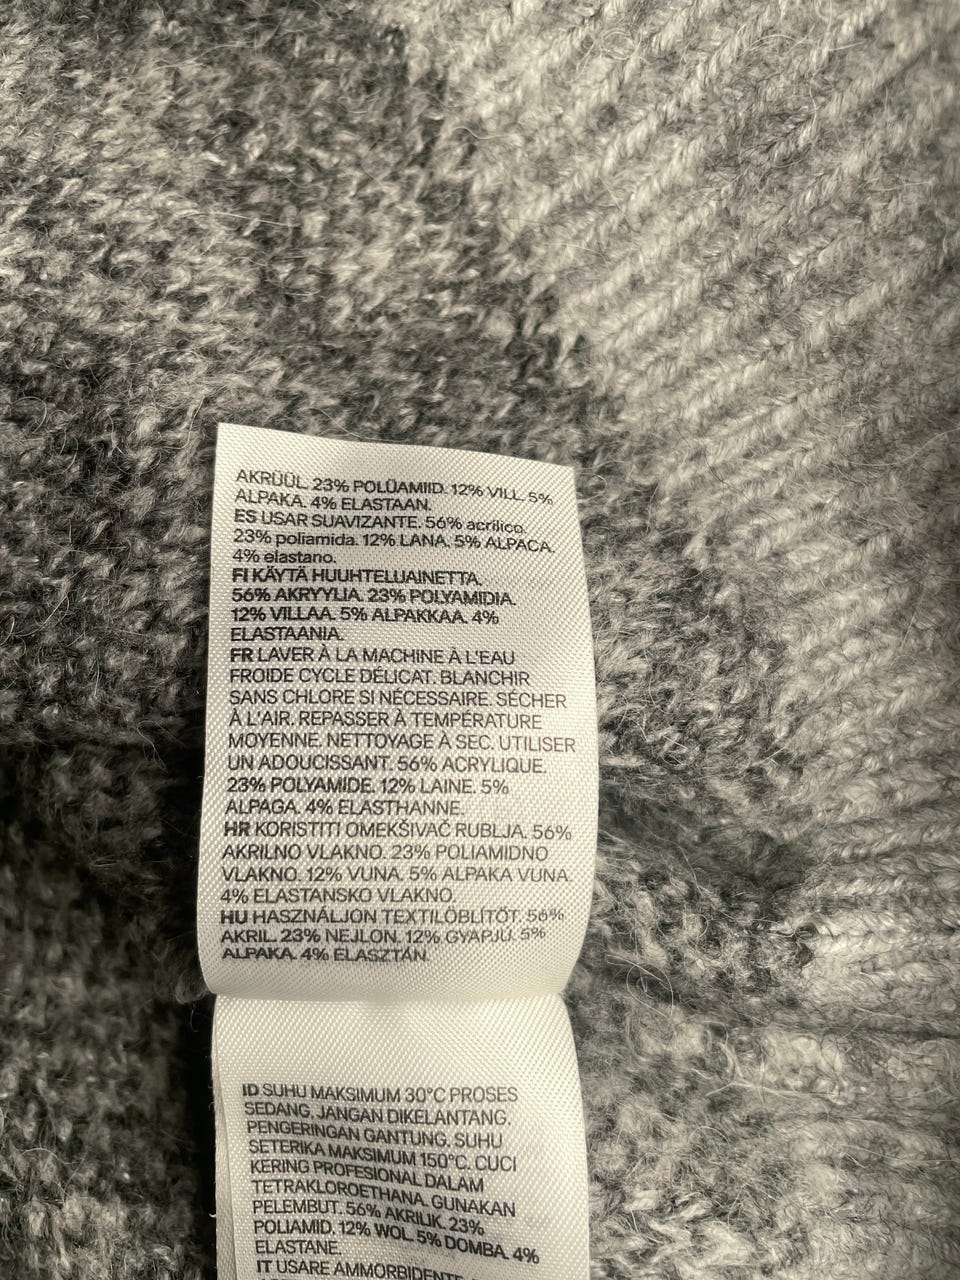 AKRÜÜL. 23% POLÜAMIID. 12% VILL. 5%
ALPAKA. 4% ELASTAAN.
ES USAR SUAVIZANTE. 56% acrílico.
23% poliamida. 12% LANA. 5% ALPACA.
4% elastano.
FI KÄYTÄ HUUHTELUAINETTA.
56% AKRYYLIA. 23% POLYAMIDIA.
12% VILLAA. 5% ALPAKKAA. 4%
ELASTAANIA.
FR LAVER À LA MACHINE À L'EAU
FROIDE CYCLE DÉLICAT. BLANCHIR
SANS CHLORE SI NÉCESSAIRE. SÉCHER
À L'AIR. REPASSER À TEMPÉRATURE
MOYENNE. NETTOYAGE À SEC. UTILISER
UN ADOUCISSANT. 56% ACRYLIQUE.
23% POLYAMIDE. 12% LAINE. 5%
ALPAGA. 4% ELASTHANNE.
HR KORISTITI OMEKŠIVAČ RUBLJA. 56%
AKRILNO VLAKNO. 23% POLIAMIDNO
VLAKNO. 12% VUNA. 5% ALPAKA VUNA.
4% ELASTANSKO VLAKNO.
HU HASZNÁLJON TEXTILÖBLÍTŐT. 56%
AKRIL. 23% NEJLON. 12% GYAPJU. 5%
ALPAKA. 4% ELASZTÁN.
ID SUHU MAKSIMUM 30°C PROSES
SEDANG. JANGAN DIKELANTANG.
PENGERINGAN GANTUNG. SUHU
SETERIKA MAKSIMUM 150°C. CUCI
KERING PROFESIONAL DALAM
TETRAKLOROETHANA. GUNAKAN
PELEMBUT. 56% AKRILIK. 23%
POLIAMID. 12% WOL. 5% DOMBA. 4%
ELASTANE.
IT USARE AMMORBIDENTE